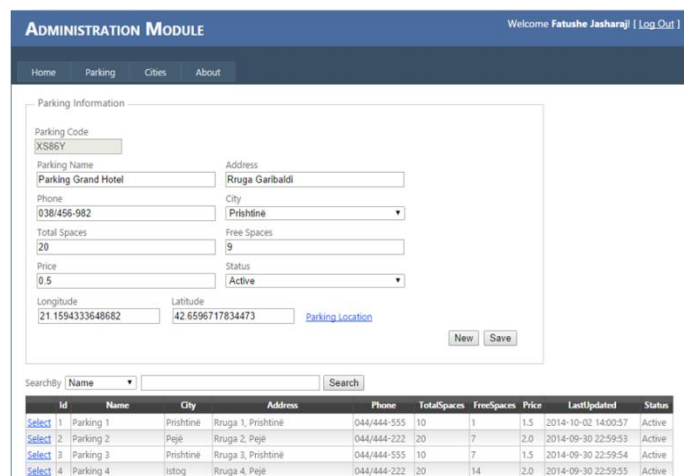 ADMINISTRATION MODULE
Welcome Fatushe Jasharaj! [ Log Out ]
Home Parking Cities About
Parking Information
Parking Code
XS86Y
Parking Name Address
Parking Grand Hotel Rruga Garibaldi
Phone City
038/456-982 Prishtinë
Total Spaces Free Spaces
20 9
Price Status
0.5 Active
Longitude Latitude
21.1594333648682 42.6596717834473 Parking Location
New Save
SearchBy Name Search
Id Name City Address Phone TotalSpaces FreeSpaces Price LastUpdated Status
Select 1 Parking 1 Prishtinë Rruga 1, Prishtinë 044/444-555 10 1 1.5 2014-10-02 14:00:57 Active
Select 2 Parking 2 Pejë Rruga 2, Pejë 044/444-222 20 7 2.0 2014-09-30 22:59:53 Active
Select 3 Parking 3 Prishtinë Rruga 3, Prishtinë 044/444-555 10 7 1.5 2014-09-30 22:59:54 Active
Select 4 Parking 4 Istog Rruga 4, Pejë 044/444-222 20 14 2.0 2014-09-30 22:59:55 Active